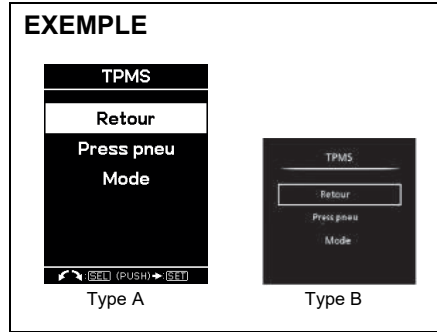 EXEMPLE
TPMS
Retour
Press pneu
Mode
:SEL (PUSH)➔:SET
Type A
TPMS
Retour
Press pneu
Mode
Type B